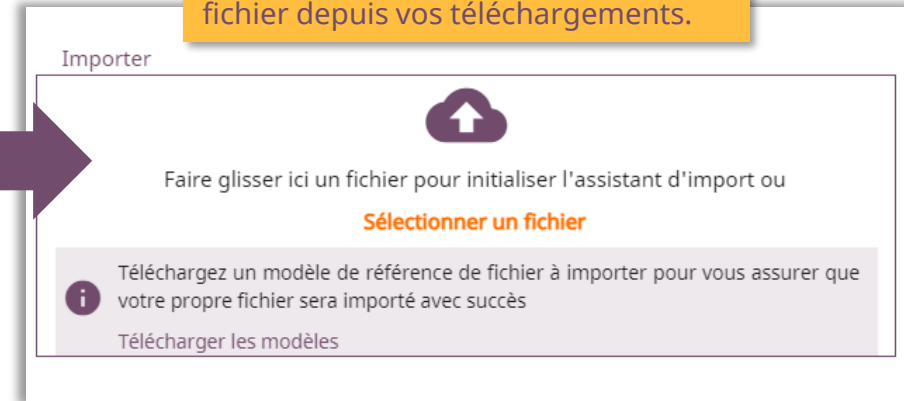 fichier depuis vos téléchargements.
Importer
Faire glisser ici un fichier pour initialiser l'assistant d'import ou
Sélectionner un fichier
Téléchargez un modèle de référence de fichier à importer pour vous assurer que
votre propre fichier sera importé avec succès
Télécharger les modèles